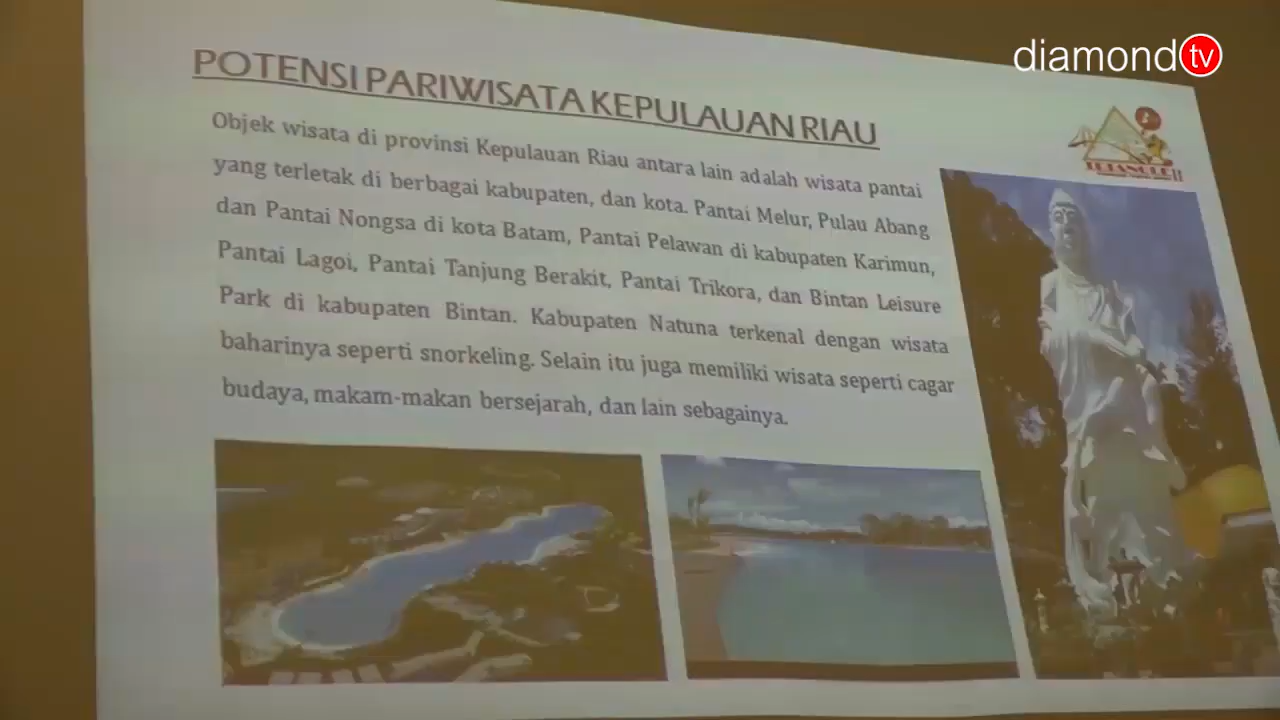 diamond tv
POTENSI PARIWISATA KEPULAUAN RIAU
Objek wisata di provinsi Kepulauan Riau antara lain adalah wisata pantai
yang terletak di berbagai kabupaten, dan kota. Pantai Melur, Pulau Abang
dan Pantai Nongsa di kota Batam, Pantai Pelawan di kabupaten Karimun,
Pantai Lagoi, Pantai Tanjung Berakit, Pantai Trikora, dan Bintan Leisure
Park di kabupaten Bintan. Kabupaten Natuna terkenal dengan wisata
baharinya seperti snorkeling. Selain itu juga memiliki wisata seperti cagar
budaya, makam-makan bersejarah, dan lain sebagainya.